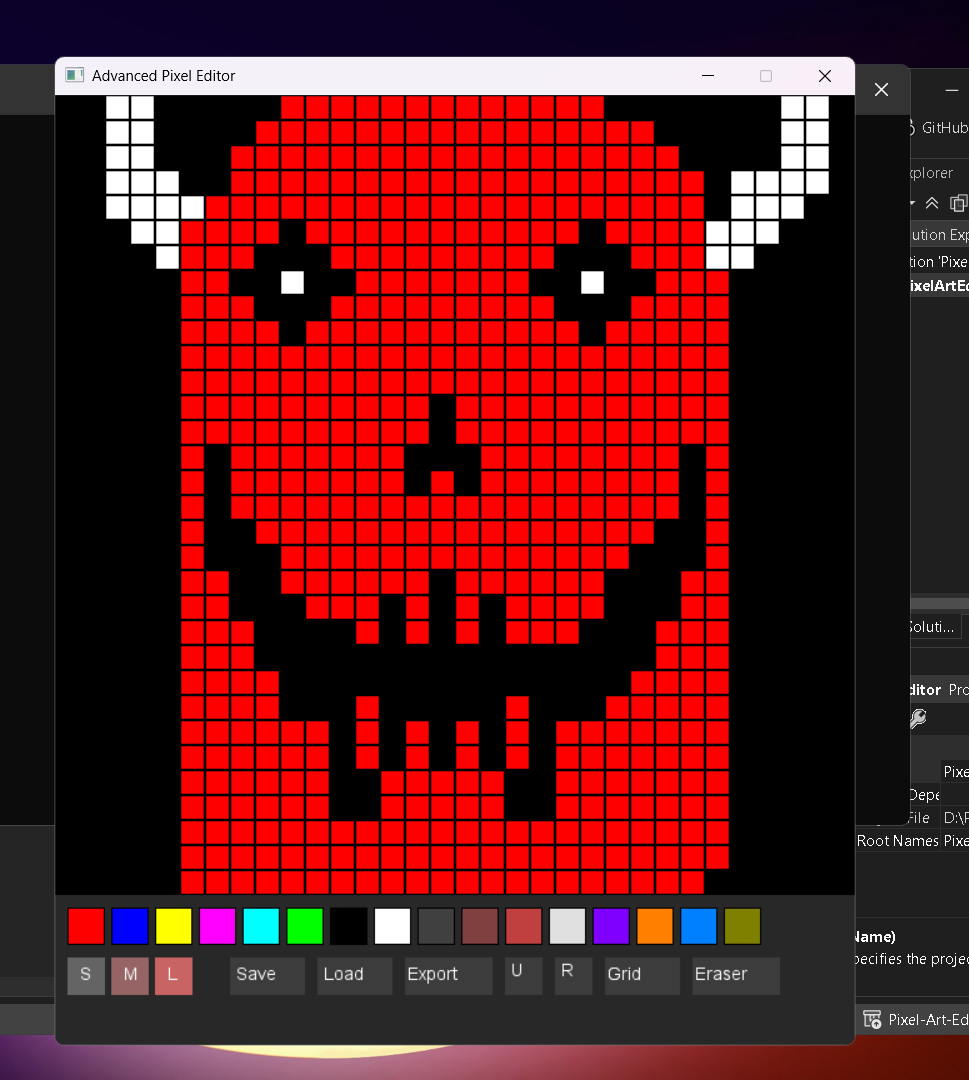 Advanced Pixel Editor
GitHub
xplorer
ution Exp
tion 'Pixe
ixelArtEd
Soluti...
ditor Pro
Pixe
Depe
File D:\P
Root Names Pixe
Name)
pecifies the projec
S M L Save Load Export U R Grid Eraser
Pixel-Art-Ed